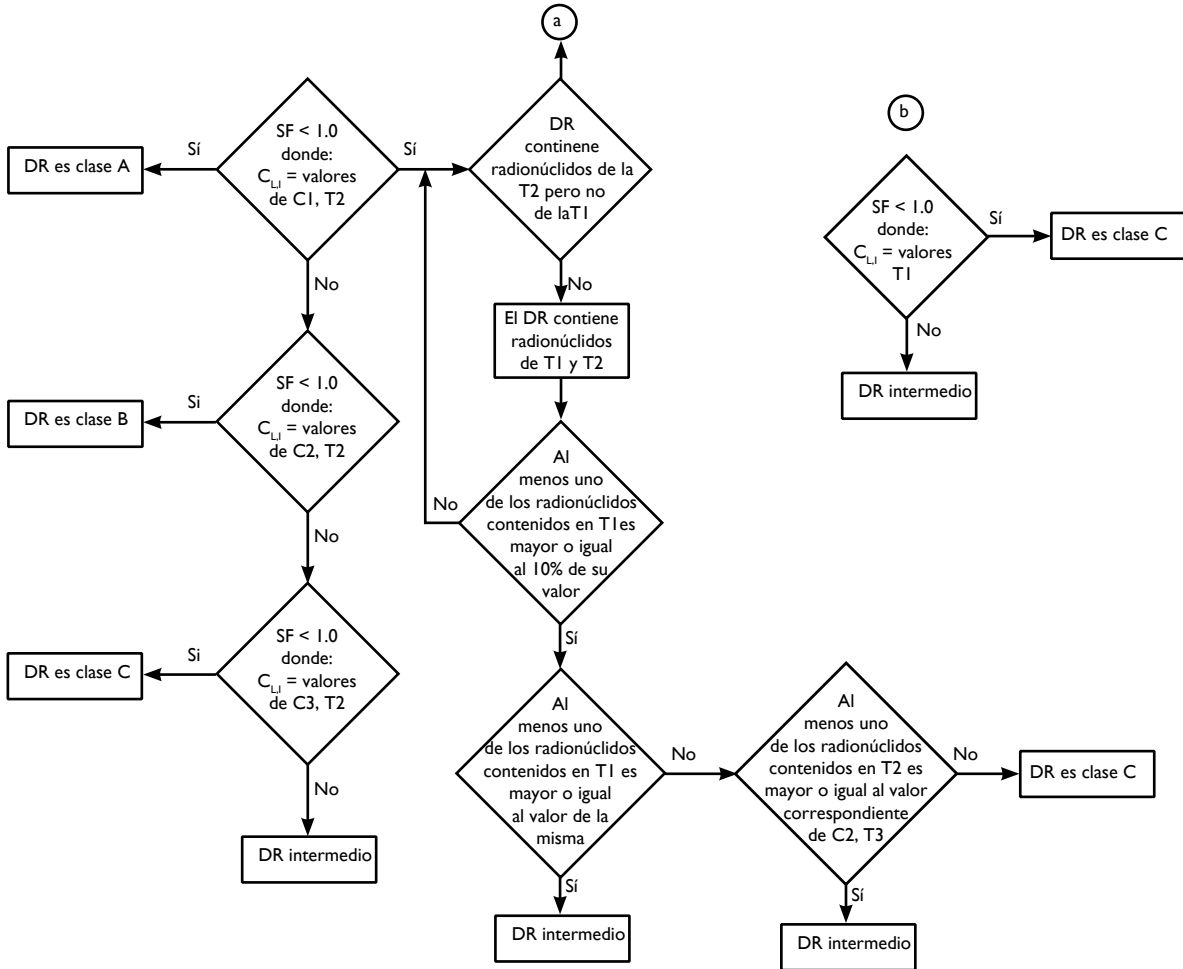 a
SF < 1.0
donde:
C_L,I = valores
de C1, T2
Sí
DR es clase A
Sí
No
DR
continene
radionúclidos de la
T2 pero no
de laT1
No
El DR contiene
radionúclidos
de T1 y T2
b
SF < 1.0
donde:
C_L,I = valores
T1
Sí
DR es clase C
No
DR intermedio
SF < 1.0
donde:
C_L,I = valores
de C2, T2
Si
DR es clase B
No
Al
menos uno
de los radionúclidos
contenidos en T1es
mayor o igual
al 10% de su
valor
No
Sí
SF < 1.0
donde:
C_L,I = valores
de C3, T2
Si
DR es clase C
No
DR intermedio
Al
menos uno
de los radionúclidos
contenidos en T1 es
mayor o igual
al valor de la
misma
No
Sí
DR intermedio
Al
menos uno
de los radionúclidos
contenidos en T2 es
mayor o igual al valor
correspondiente
de C2, T3
No
DR es clase C
Sí
DR intermedio